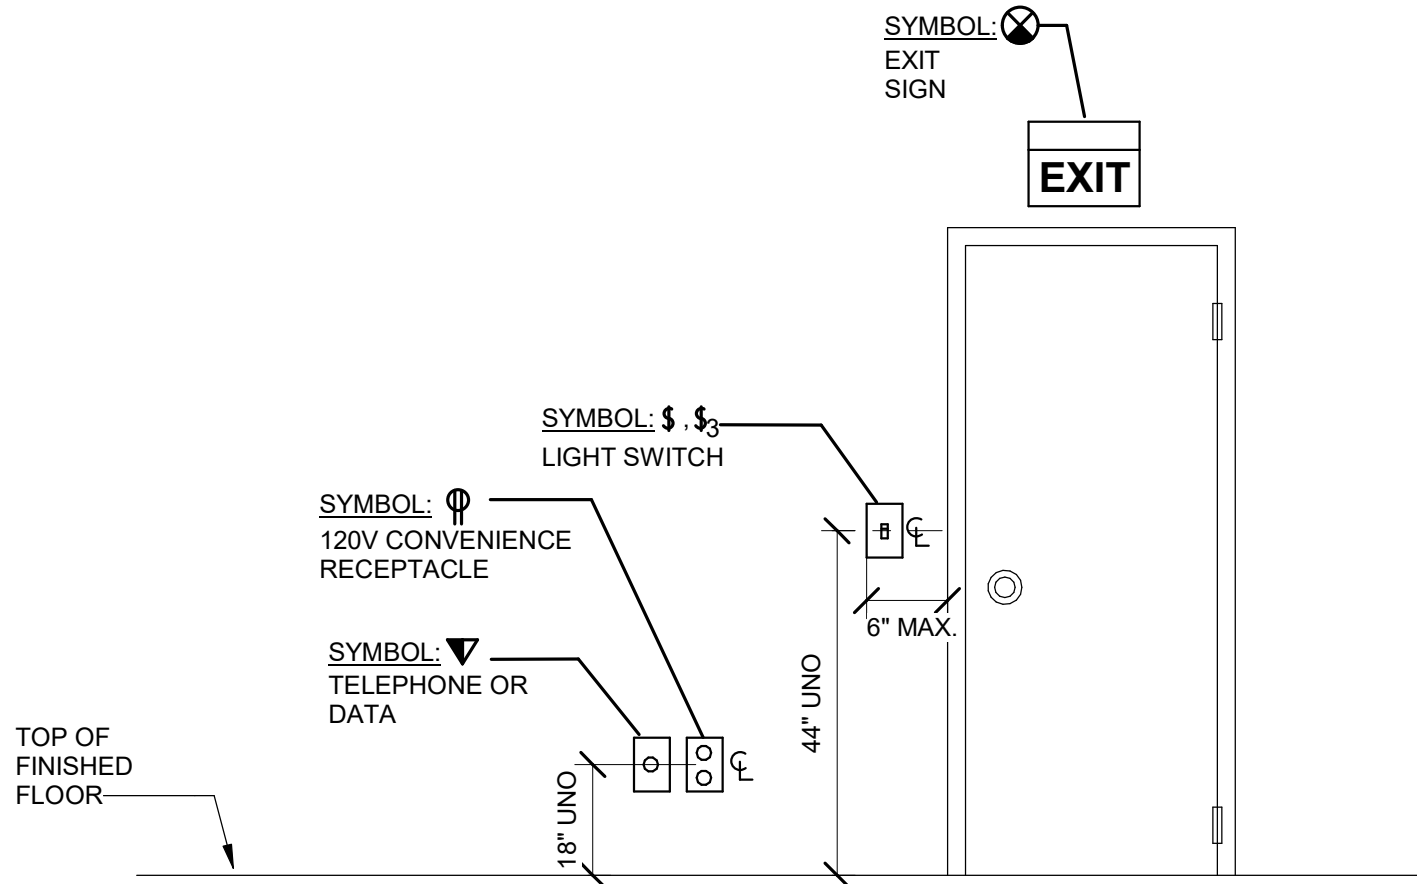 SYMBOL:
EXIT
SIGN
EXIT
SYMBOL: $ , $3
LIGHT SWITCH
SYMBOL:
120V CONVENIENCE
RECEPTACLE
℄
6" MAX.
SYMBOL:
TELEPHONE OR
DATA
44" UNO
TOP OF
FINISHED
FLOOR
℄
18" UNO